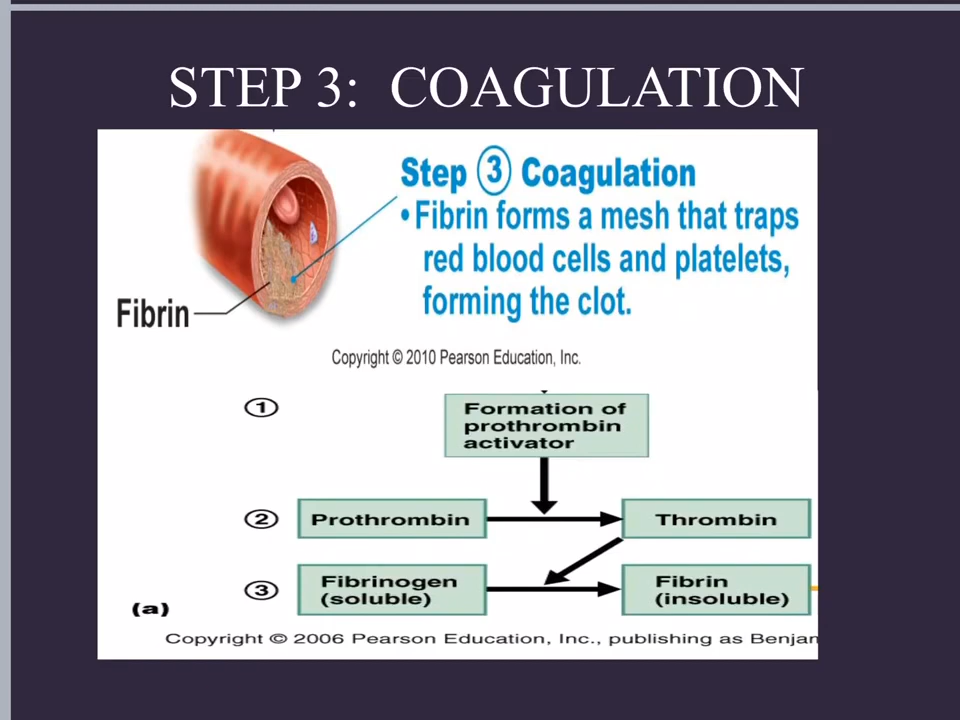 STEP 3: COAGULATION
Step 3 Coagulation
• Fibrin forms a mesh that traps
red blood cells and platelets,
forming the clot.
Fibrin
Copyright © 2010 Pearson Education, Inc.
1
Formation of
prothrombin
activator
2
Prothrombin
Thrombin
3
Fibrinogen
(soluble)
Fibrin
(insoluble)
(a)
Copyright © 2006 Pearson Education, Inc., publishing as Benjam